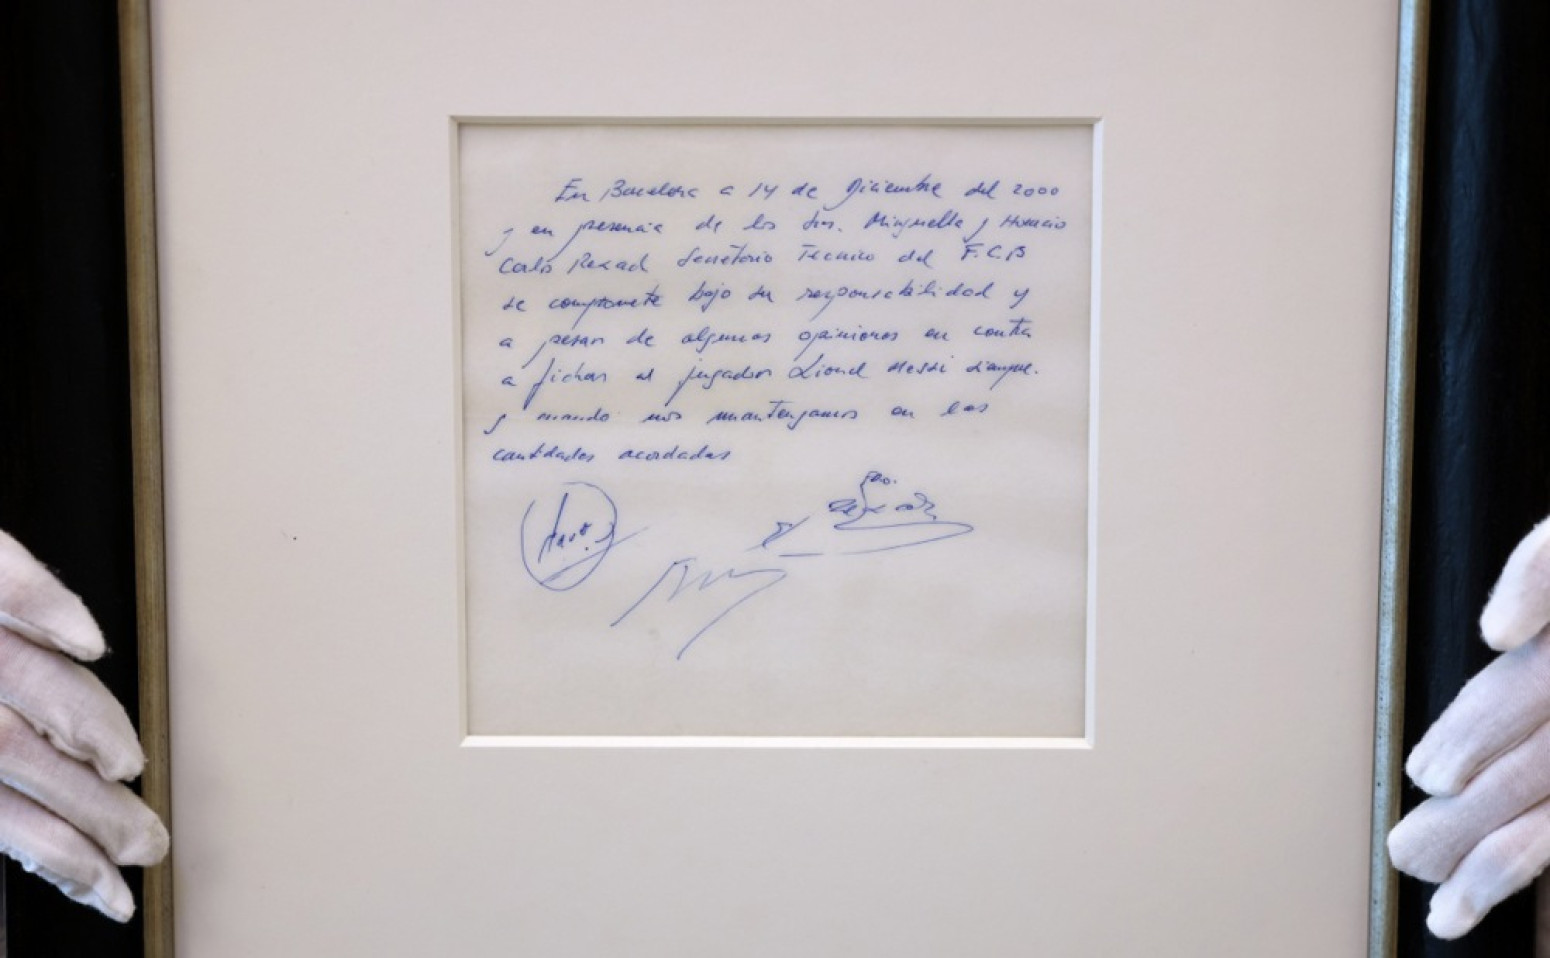 En Barcelona a 14 de Diciembre del 2000
y en presencia de los Sres. Minguella y Horacio
Carlos Rexach Secretario Tecnico del F.C.B
se compromete bajo su responsabilidad y
a pesar de algunas opiniones en contra
a fichar al jugador Lionel Messi siempre.
y cuando nos mantengamos en las
cantidades acordadas